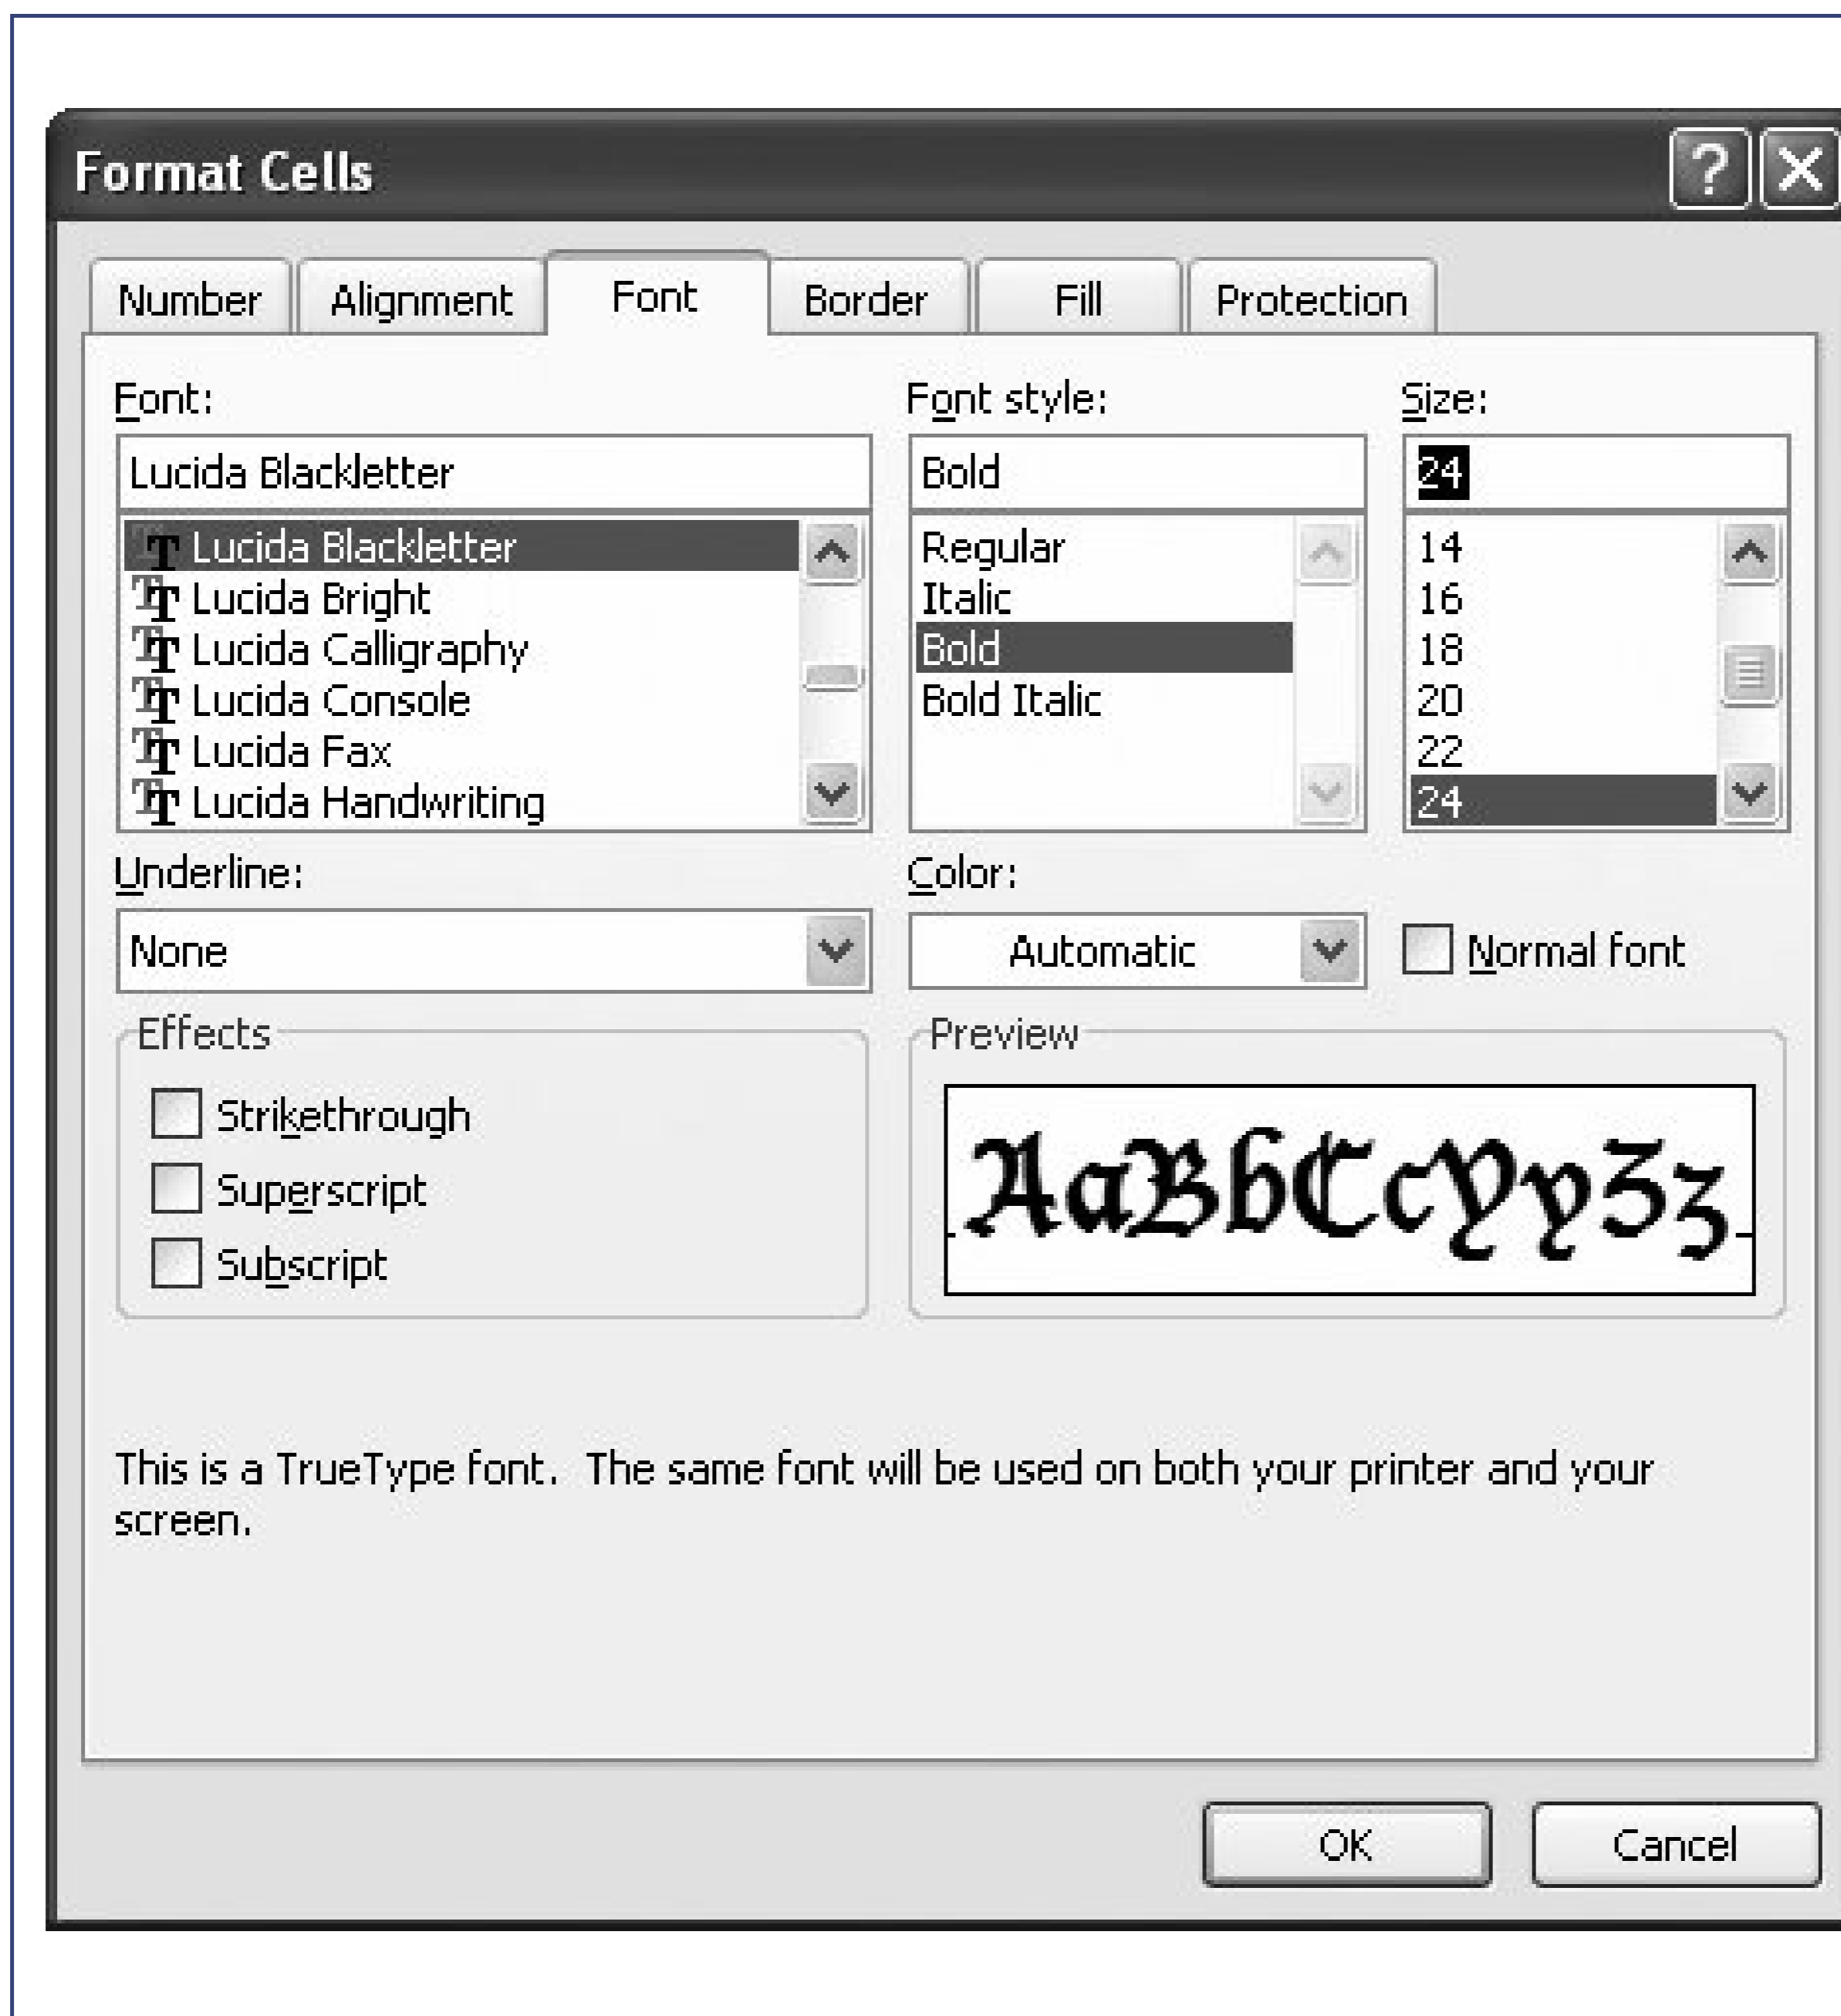 Format Cells
Number Alignment Font Border Fill Protection
Font: Font style: Size:
Lucida Blackletter Bold 24
Lucida Blackletter Regular 14
Lucida Bright Italic 16
Lucida Calligraphy Bold 18
Lucida Console Bold Italic 20
Lucida Fax 22
Lucida Handwriting 24
Underline: Color:
None Automatic Normal font
Effects Preview
Strikethrough
Superscript
Subscript
AaBbCcYyZz
This is a TrueType font. The same font will be used on both your printer and your
screen.
OK Cancel